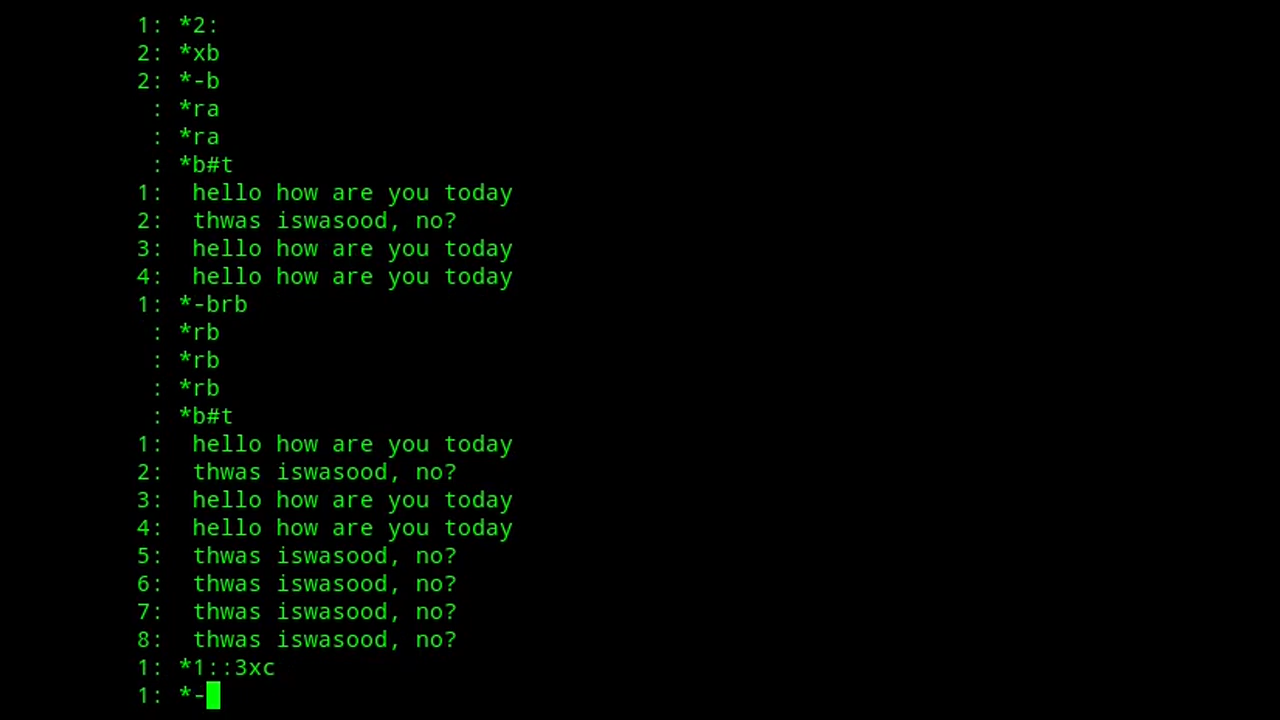 1: *2:
2: *xb
2: *-b
: *ra
: *ra
: *b#t
1: hello how are you today
2: thwas iswasood, no?
3: hello how are you today
4: hello how are you today
1: *-brb
: *rb
: *rb
: *rb
: *b#t
1: hello how are you today
2: thwas iswasood, no?
3: hello how are you today
4: hello how are you today
5: thwas iswasood, no?
6: thwas iswasood, no?
7: thwas iswasood, no?
8: thwas iswasood, no?
1: *1::3xc
1: *-